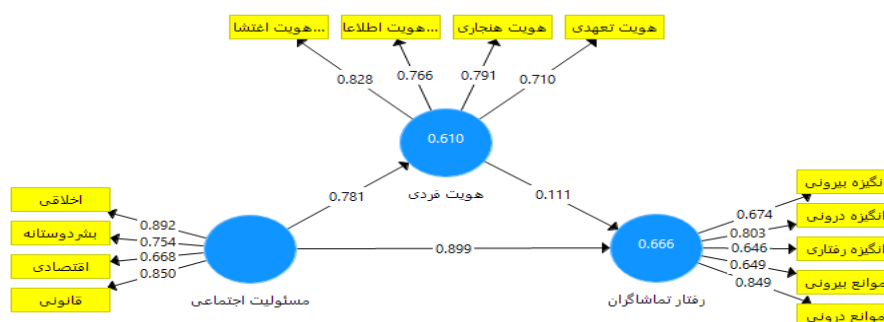 هویت اغتشا...
هویت اطلاعا...
هویت هنجاری
هویت تعهدی
0.828
0.766
0.791
0.710
0.610
هویت فردی
0.781
0.111
اخلاقی
بشردوستانه
اقتصادی
قانونی
0.892
0.754
0.668
0.850
مسئولیت اجتماعی
0.899
0.666
رفتار تماشاگران
0.674
0.803
0.646
0.649
0.849
نگیزه بیرونی
انگیزه درونی
انگیزه رفتاری
موانع بیرونی
موانع درونی